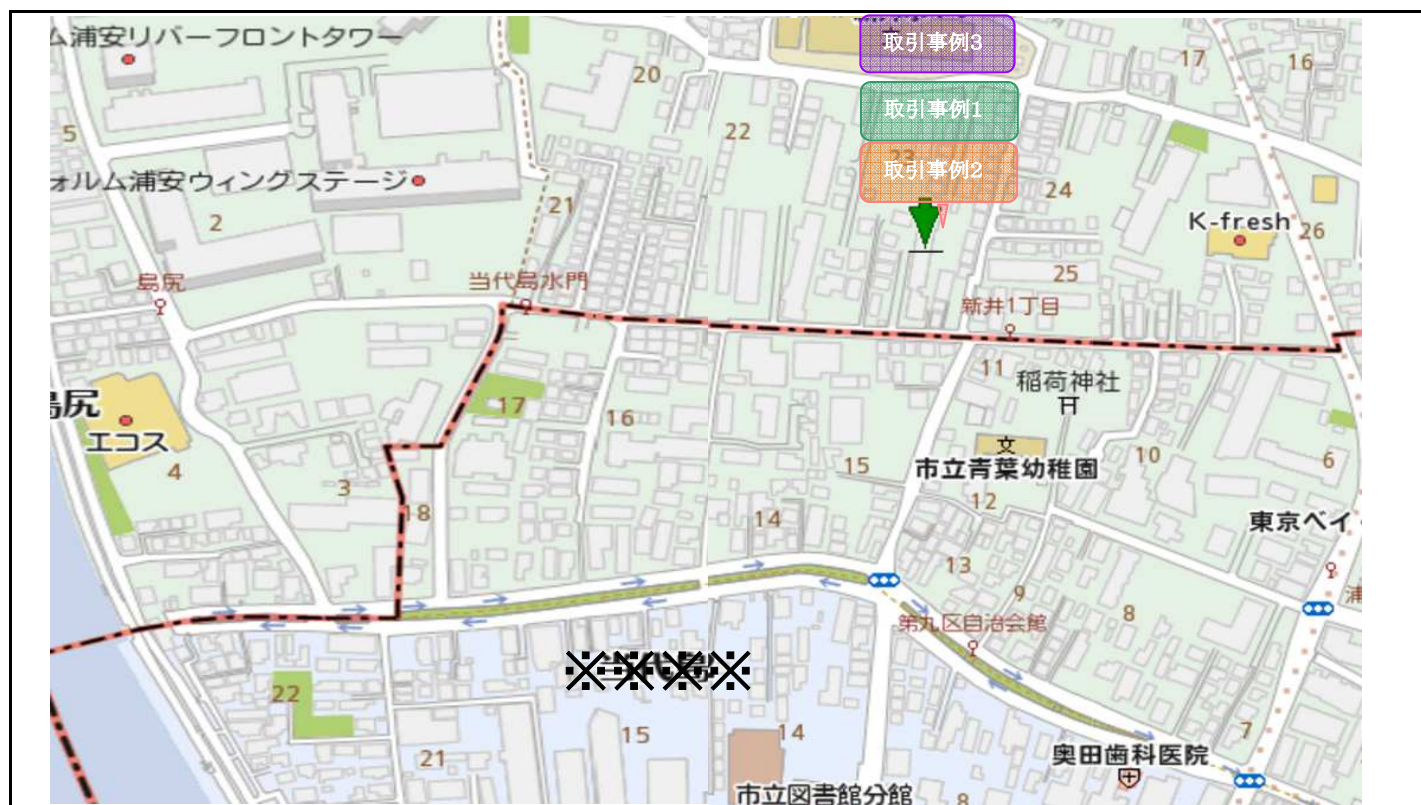 ム浦安リバーフロントタワー
取引事例3
17
16
20
5
22
取引事例1
取引事例2
24
ォルム浦安ウィングステージ
21
2
K-fresh
26
島尻
当代島水門
25
新井1丁目
11
稲荷神社
島尻
17
16
エコス
文
10
6
4
15
市立青葉幼稚園
3
12
18
14
東京ベイ
13
9
8
浦
第九区自治会館
※※※※
22
15
14
7
21
奥田歯科医院
市立図書館分館
8